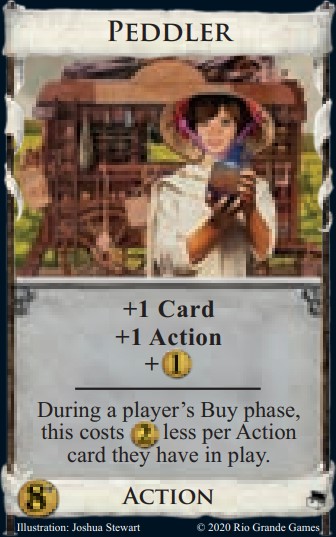 PEDDLER
+1 Card
+1 Action
+1
During a player's Buy phase,
this costs 2 less per Action
card they have in play.
8 ACTION
Illustration: Joshua Stewart © 2020 Rio Grande Games